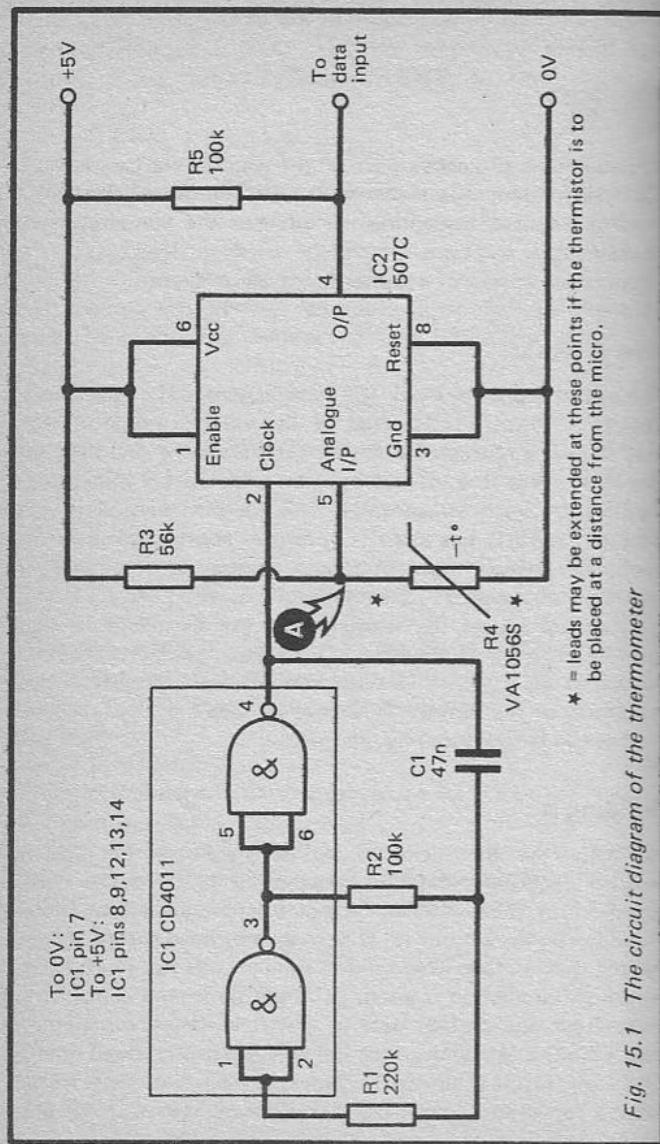 To 0V:
IC1 pin 7
To +5V:
IC1 pins 8,9,12,13,14
IC1 CD4011
1
2
&
3
5
6
&
4
R1
220k
R2
100k
C1
47n
A
R3
56k
*
R4
VA1056S
*
−t°
2
5
1
6
3
8
4
Enable
Vcc
Clock
Analogue
I/P
O/P
Gnd
Reset
IC2
507C
R5
100k
+5V
To
data
input
0V
* = leads may be extended at these points if the thermistor is to
be placed at a distance from the micro.
Fig. 15.1 The circuit diagram of the thermometer